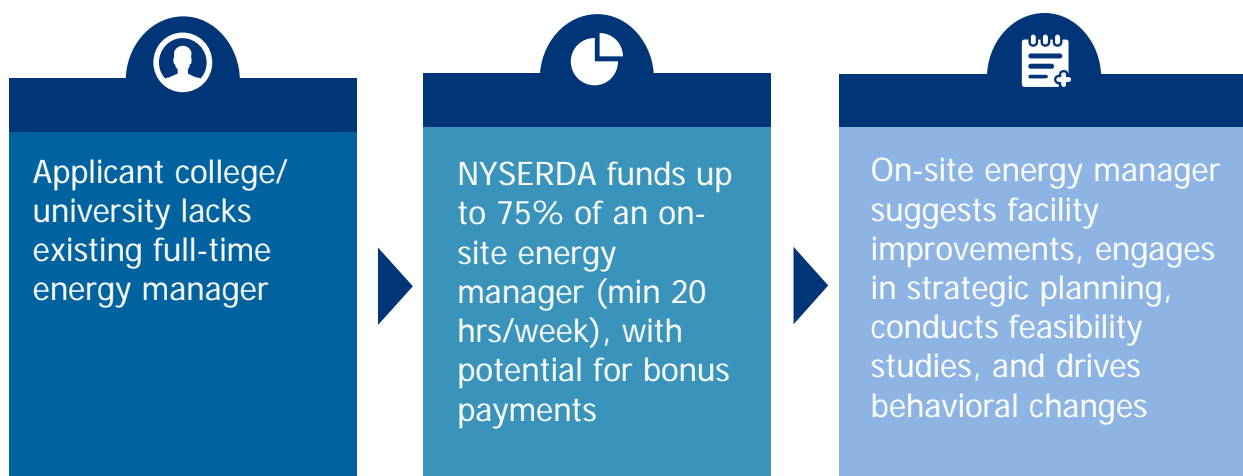 Applicant college/
university lacks
existing full-time
energy manager
NYSERDA funds up
to 75% of an on-
site energy
manager (min 20
hrs/week), with
potential for bonus
payments
On-site energy manager
suggests facility
improvements, engages
in strategic planning,
conducts feasibility
studies, and drives
behavioral changes